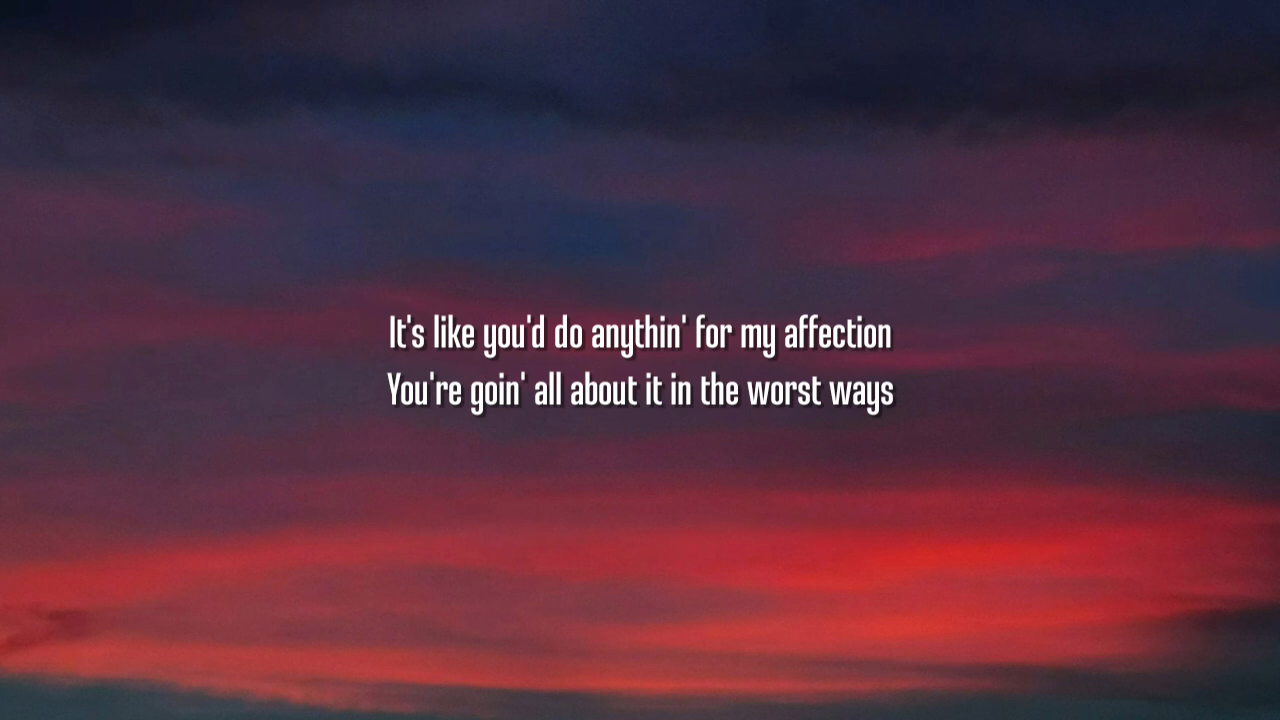 It's like you'd do anythin' for my affection
You're goin' all about it in the worst ways